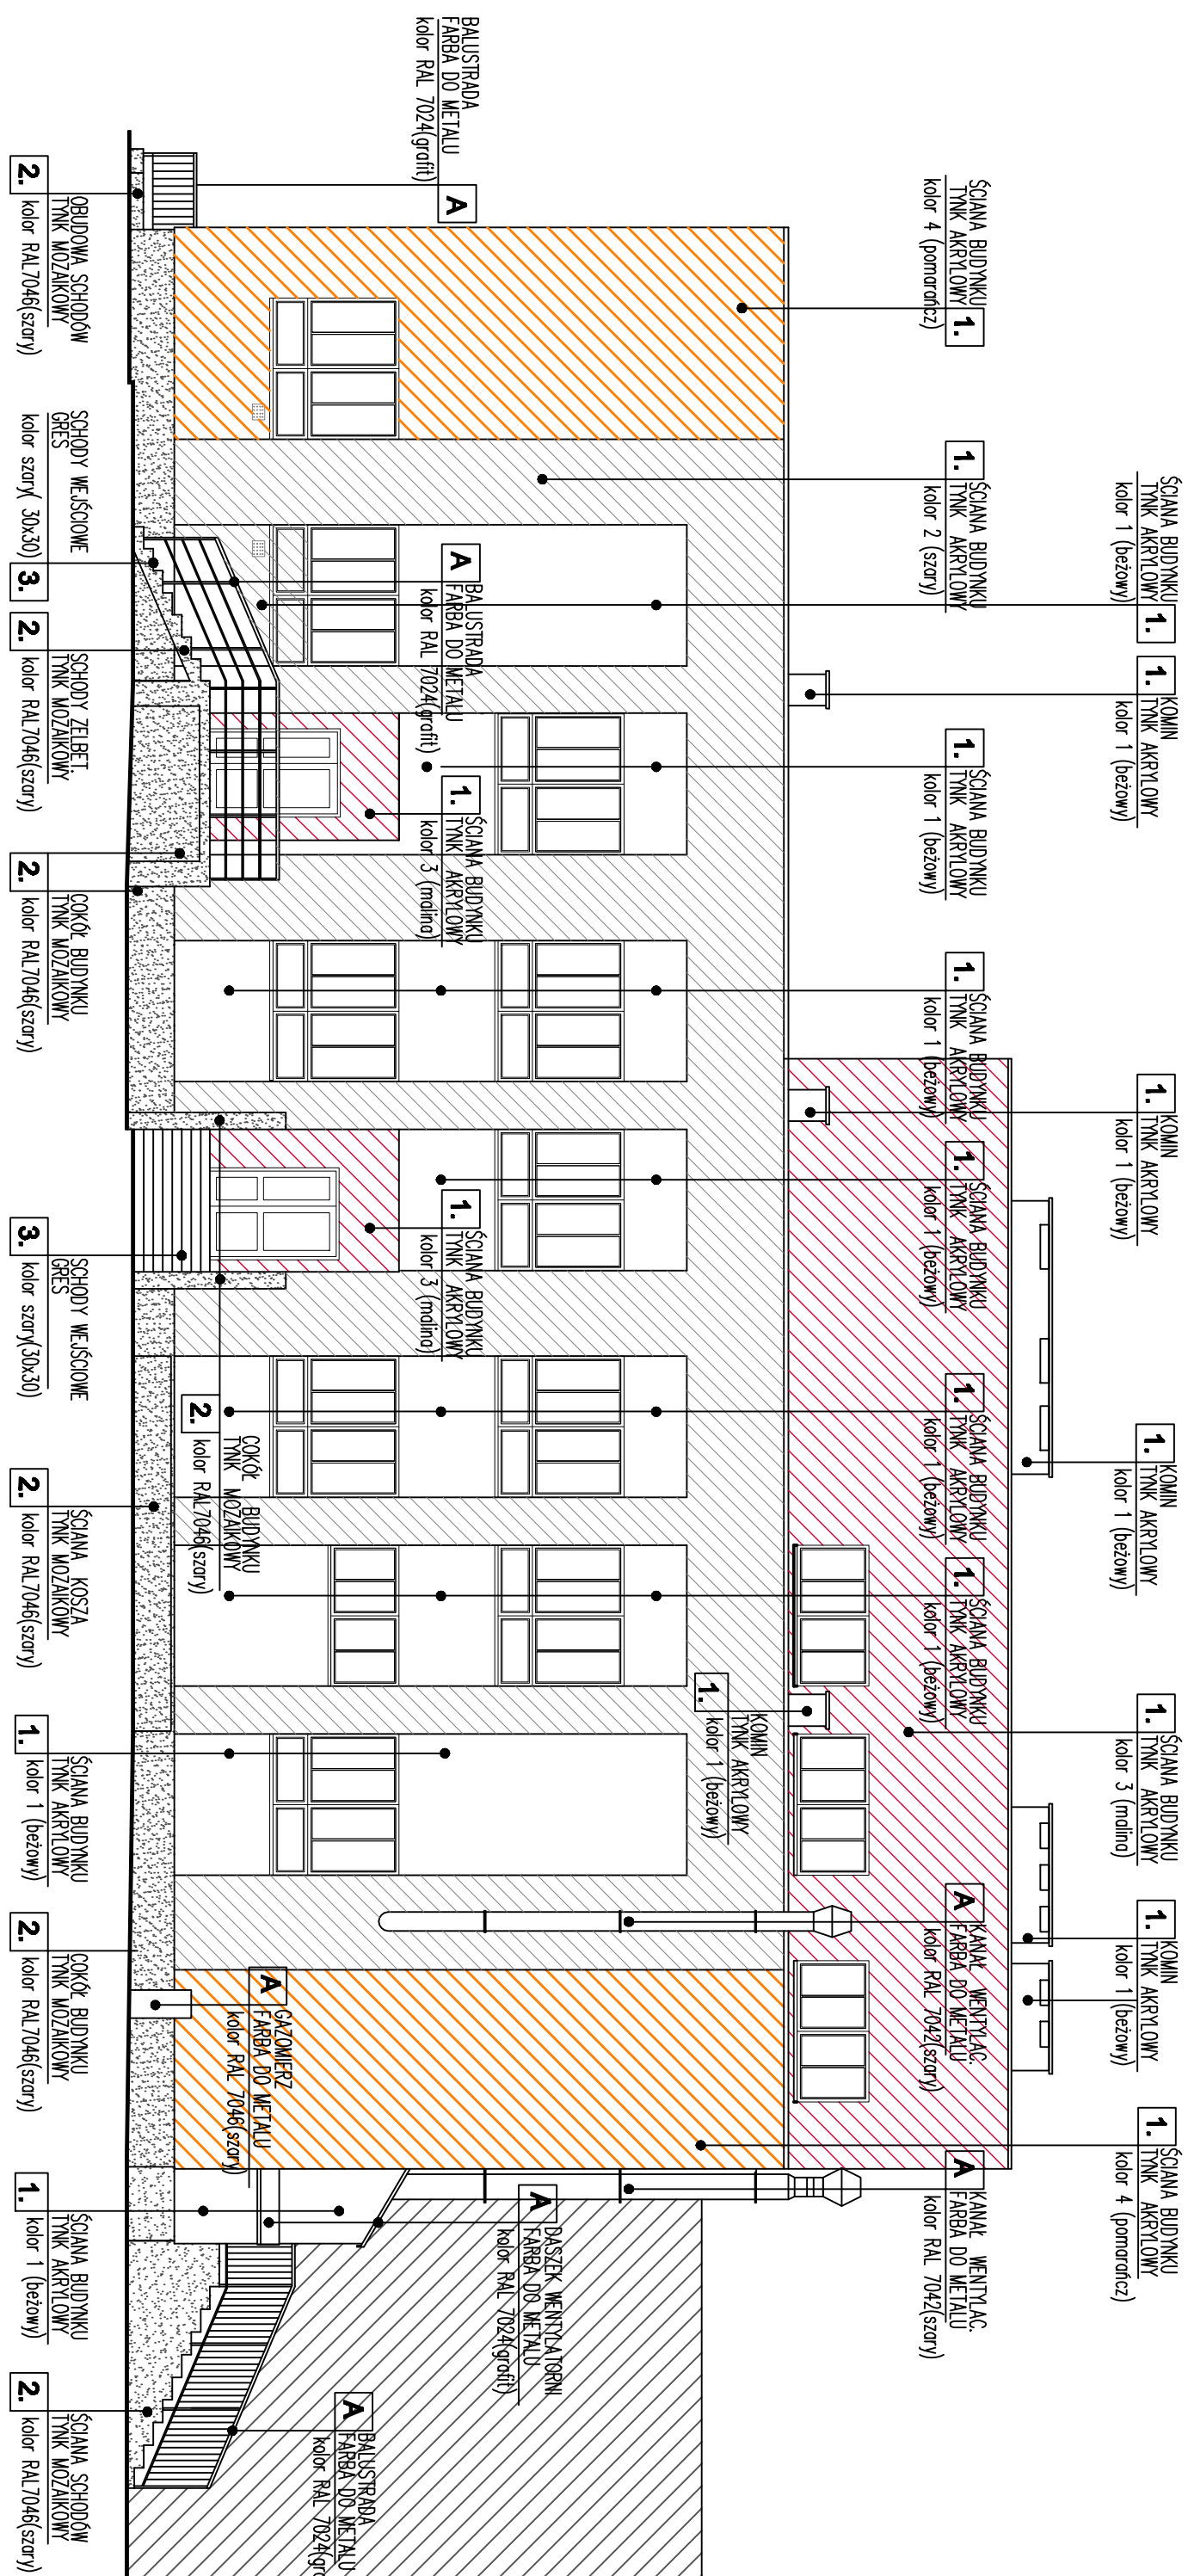 ŚCIANA BUDYNKU
TYNK AKRYLOWY
kolor 1 (beżowy)
1.
1.
KOMIN
TYNK AKRYLOWY
kolor 1 (beżowy)
1.
KOMIN
TYNK AKRYLOWY
kolor 1 (beżowy)
1.
KOMIN
TYNK AKRYLOWY
kolor 1 (beżowy)
1.
ŚCIANA BUDYNKU
TYNK AKRYLOWY
kolor 3 (malina)
1.
KOMIN
TYNK AKRYLOWY
kolor 1 (beżowy)
1.
ŚCIANA BUDYNKU
TYNK AKRYLOWY
kolor 4 (pomarańcz)
ŚCIANA BUDYNKU
TYNK AKRYLOWY
kolor 4 (pomarańcz)
1.
1.
ŚCIANA BUDYNKU
TYNK AKRYLOWY
kolor 2 (szary)
1.
ŚCIANA BUDYNKU
TYNK AKRYLOWY
kolor 1 (beżowy)
1.
ŚCIANA BUDYNKU
TYNK AKRYLOWY
kolor 1 (beżowy)
1.
ŚCIANA BUDYNKU
TYNK AKRYLOWY
kolor 1 (beżowy)
1.
ŚCIANA BUDYNKU
TYNK AKRYLOWY
kolor 1 (beżowy)
1.
ŚCIANA BUDYNKU
TYNK AKRYLOWY
kolor 1 (beżowy)
A
KANAŁ WENTYLAC.
FARBA DO METALU
kolor RAL 7042(szary)
A
KANAŁ WENTYLAC.
FARBA DO METALU
kolor RAL 7042(szary)
1.
KOMIN
TYNK AKRYLOWY
kolor 1 (beżowy)
BALUSTRADA
FARBA DO METALU
kolor RAL 7024(grafit)
A
A
BALUSTRADA
FARBA DO METALU
kolor RAL 7024(grafit)
1.
ŚCIANA BUDYNKU
TYNK AKRYLOWY
kolor 3 (malina)
1.
ŚCIANA BUDYNKU
TYNK AKRYLOWY
kolor 3 (malina)
A
DASZEK WENTYLATORNI
FARBA DO METALU
kolor RAL 7024(grafit)
A
BALUSTRADA
FARBA DO METALU
kolor RAL 7024(gra
2.
COKÓŁ BUDYNKU
TYNK MOZAIKOWY
kolor RAL7046(szary)
A
GAZOMIERZ
FARBA DO METALU
kolor RAL 7046(szary)
2.
OBUDOWA SCHODÓW
TYNK MOZAIKOWY
kolor RAL7046(szary)
SCHODY WEJŚCIOWE
GRES
kolor szary( 30x30)
3.
2.
SCHODY ŻELBET.
TYNK MOZAIKOWY
kolor RAL7046(szary)
2.
COKÓŁ BUDYNKU
TYNK MOZAIKOWY
kolor RAL7046(szary)
3.
SCHODY WEJŚCIOWE
GRES
kolor szary(30x30)
2.
ŚCIANA KOSZA
TYNK MOZAIKOWY
kolor RAL7046(szary)
1.
ŚCIANA BUDYNKU
TYNK AKRYLOWY
kolor 1 (beżowy)
2.
COKÓŁ BUDYNKU
TYNK MOZAIKOWY
kolor RAL7046(szary)
1.
ŚCIANA BUDYNKU
TYNK AKRYLOWY
kolor 1 (beżowy)
2.
ŚCIANA SCHODÓW
TYNK MOZAIKOWY
kolor RAL7046(szary)